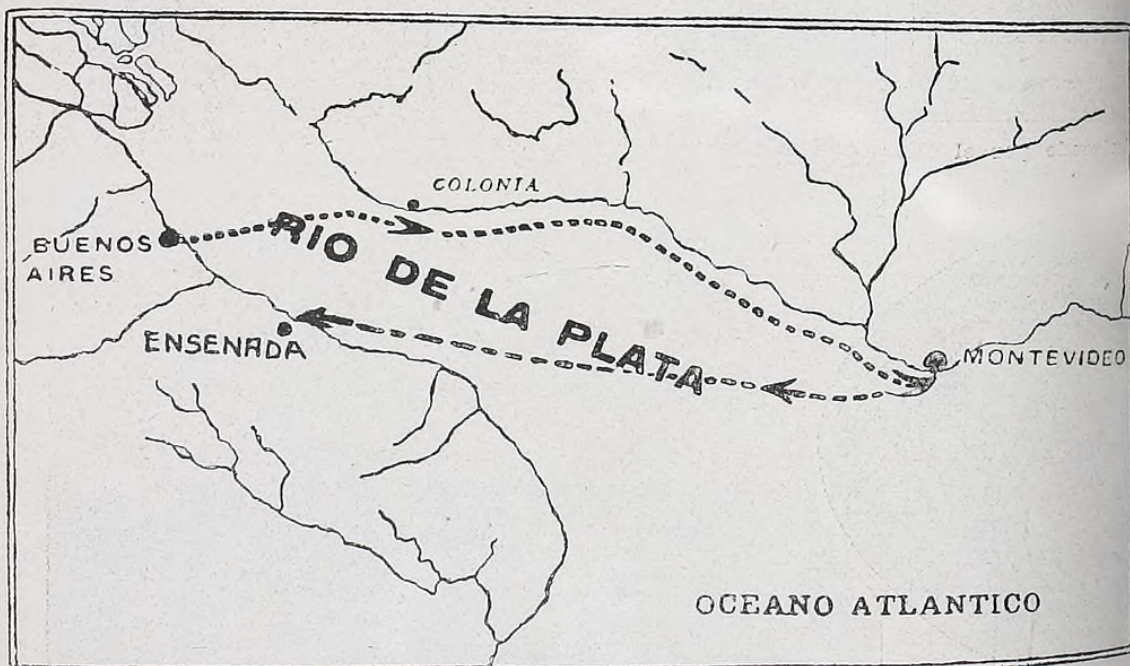 COLONIA
BUENOS
AIRES
RIO DE LA PLATA
ENSENADA
MONTEVIDEO
OCEANO ATLANTICO